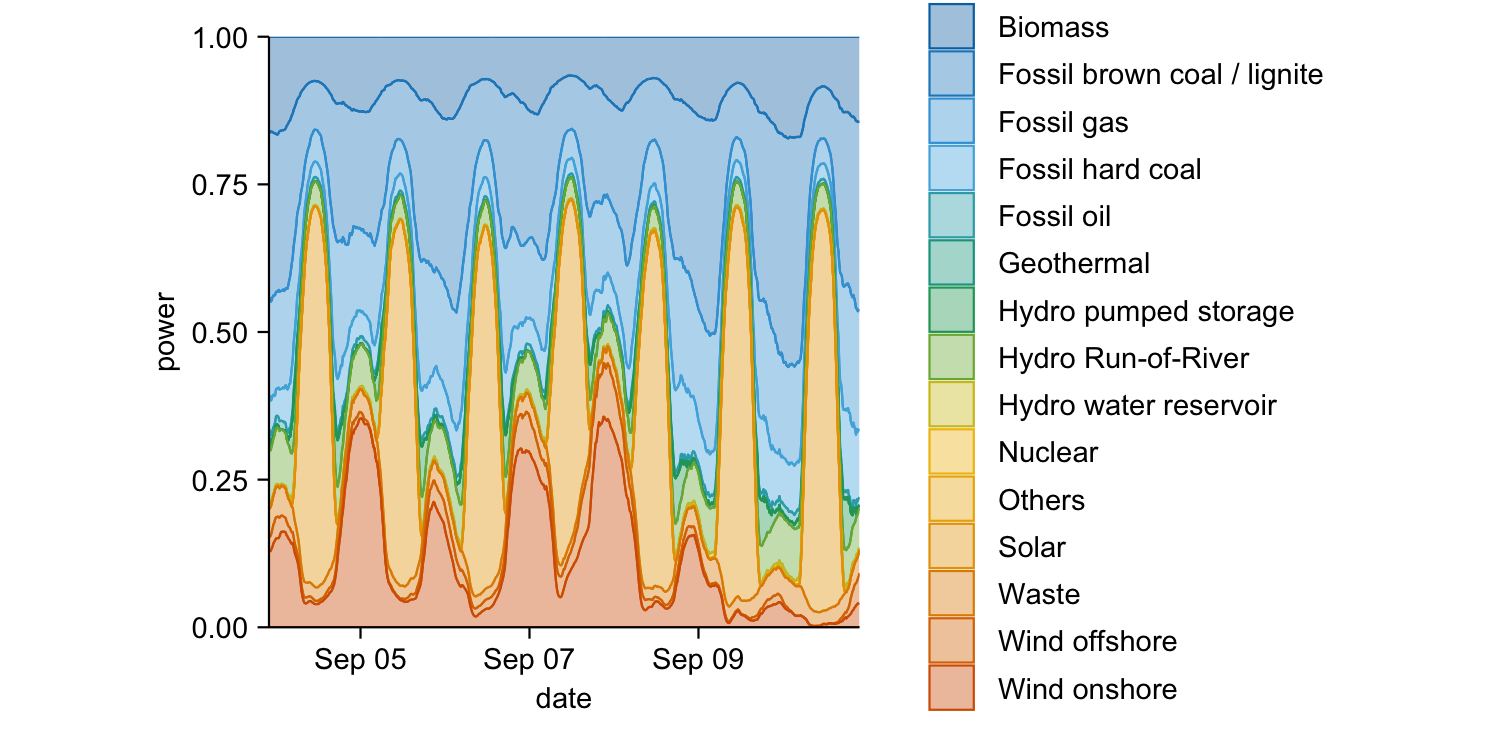 1.00
0.75
0.50
0.25
0.00
power
Sep 05
Sep 07
Sep 09
date
Biomass
Fossil brown coal / lignite
Fossil gas
Fossil hard coal
Fossil oil
Geothermal
Hydro pumped storage
Hydro Run-of-River
Hydro water reservoir
Nuclear
Others
Solar
Waste
Wind offshore
Wind onshore